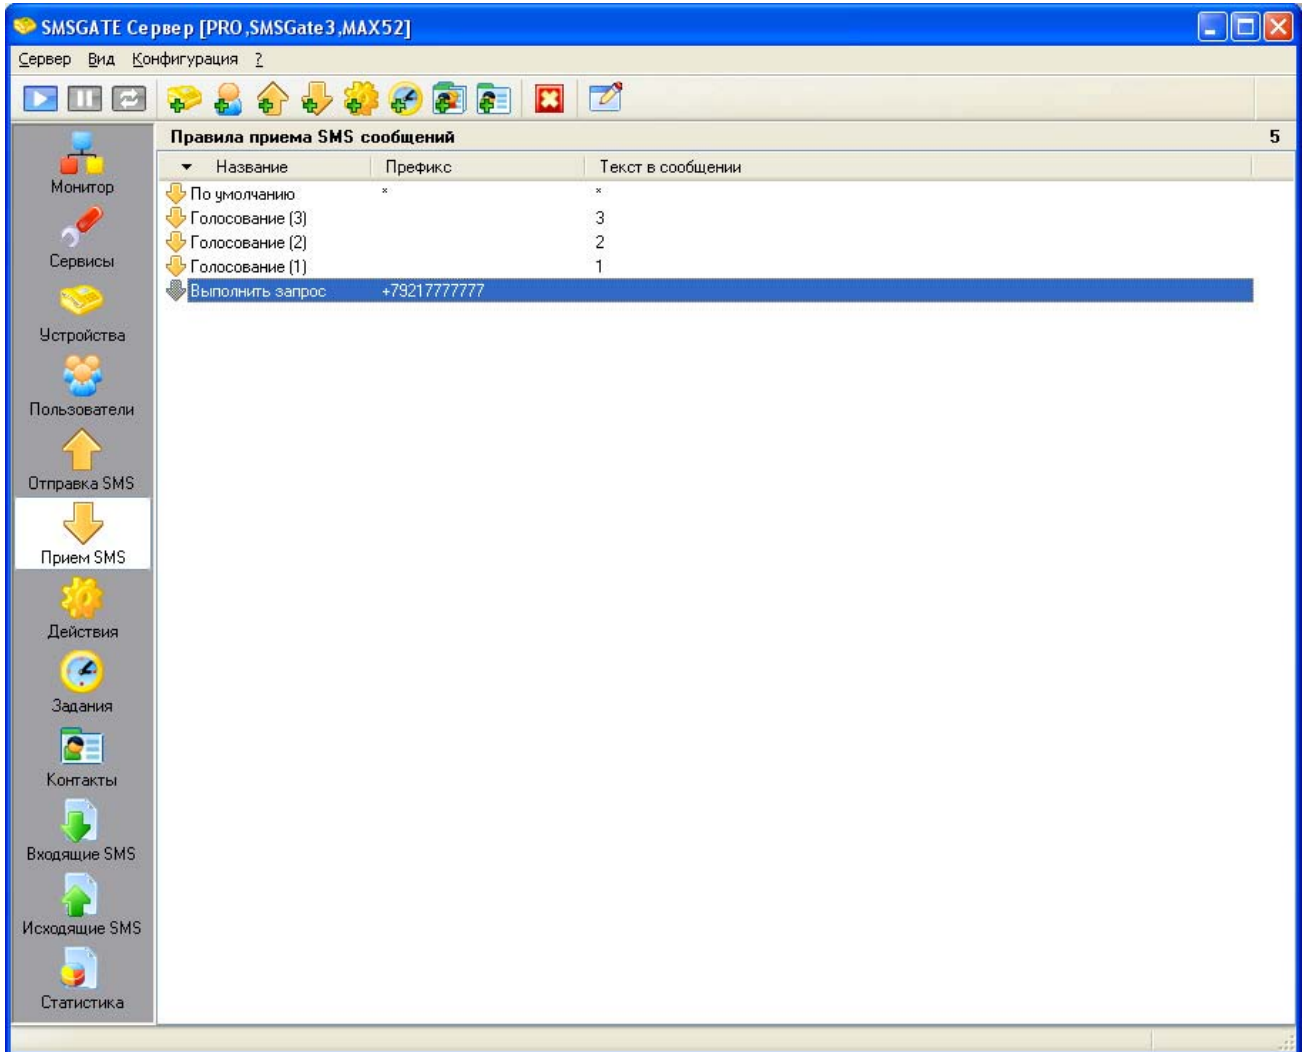 SMSGATE Сервер [PRO,SMSGate3,MAX52]
Сервер Вид Конфигурация ?
Правила приема SMS сообщений 5
Название Префикс Текст в сообщении
По умолчанию * *
Голосование (3) 3
Голосование (2) 2
Голосование (1) 1
Выполнить запрос +79217777777
Монитор
Сервисы
Устройства
Пользователи
Отправка SMS
Прием SMS
Действия
Задания
Контакты
Входящие SMS
Исходящие SMS
Статистика